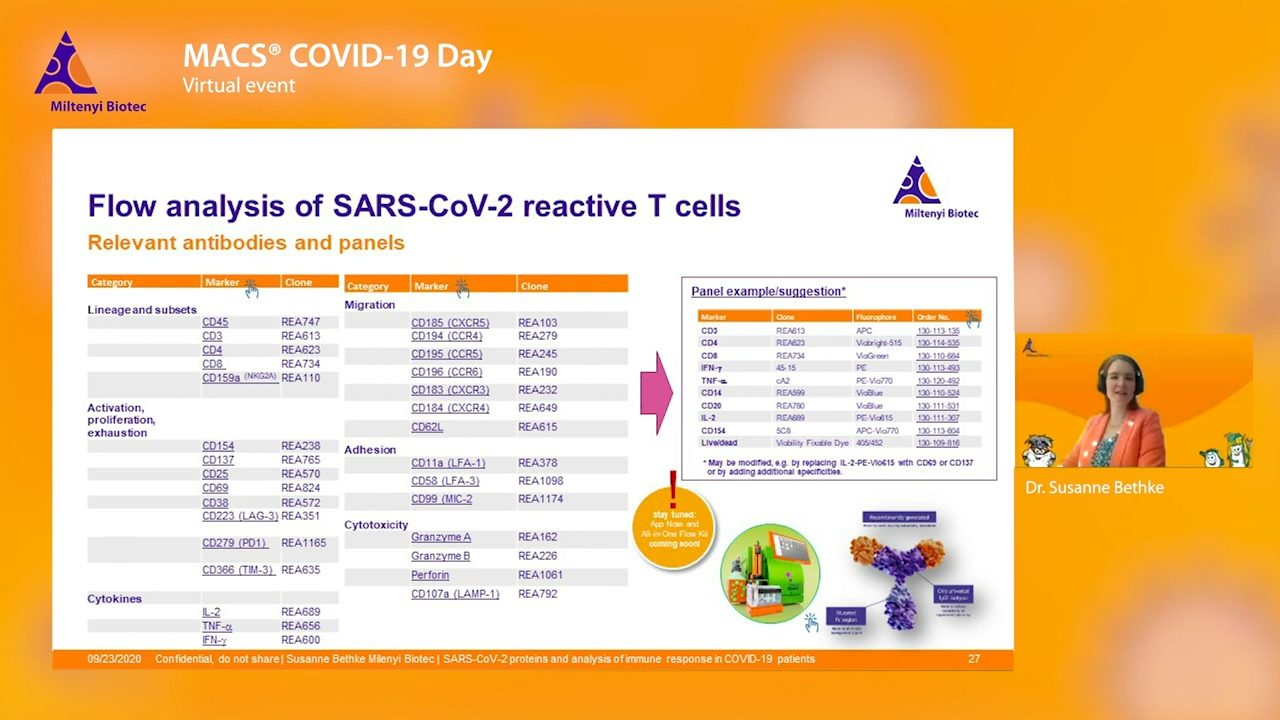 MACS® COVID-19 Day
Virtual event
Miltenyi Biotec
Flow analysis of SARS-CoV-2 reactive T cells
Relevant antibodies and panels
Miltenyi Biotec
Category Marker Clone
Lineage and subsets
CD45 REA747
CD3 REA613
CD4 REA623
CD8 REA734
CD159a (NKG2A) REA110
Activation,
proliferation,
exhaustion
CD154 REA238
CD137 REA765
CD25 REA570
CD69 REA824
CD38 REA572
CD223 (LAG-3) REA351
CD279 (PD1) REA1165
CD366 (TIM-3) REA635
Cytokines
IL-2 REA689
TNF-α REA656
IFN-γ REA600
Category Marker Clone
Migration
CD185 (CXCR5) REA103
CD194 (CCR4) REA279
CD195 (CCR5) REA245
CD196 (CCR6) REA190
CD183 (CXCR3) REA232
CD184 (CXCR4) REA649
CD62L REA615
Adhesion
CD11a (LFA-1) REA378
CD58 (LFA-3) REA1098
CD99 (MIC-2 REA1174
Cytotoxicity
Granzyme A REA162
Granzyme B REA226
Perforin REA1061
CD107a (LAMP-1) REA792
Panel example/suggestion*
Marker Clone Fluorophore Order No.
CD3 REA613 APC 130-113-135
CD4 REA623 Viobright-515 130-114-535
CD8 REA734 VioGreen 130-110-684
IFN-γ 45-15 PE 130-113-493
TNF-α cA2 PE-Vio770 130-120-492
CD14 REA599 VioBlue 130-110-524
CD20 REA780 VioBlue 130-111-531
IL-2 REA689 PE-Vio615 130-111-307
CD154 5C8 APC-Vio770 130-113-604
Live/dead Viability Fixable Dye 405/452 130-109-816
* May be modified, e.g. by replacing IL-2-PE-Vio615 with CD69 or CD137
or by adding additional specificities.
!
Stay tuned:
App Note and
All-in-One Flow Kit
coming soon!
Recombinantly generated
One universal
IgG isotype
Mutated
Fc region
09/23/2020 Confidential, do not share | Susanne Bethke Milenyi Biotec | SARS-CoV-2 proteins and analysis of immune response in COVID-19 patients 27
Dr. Susanne Bethke